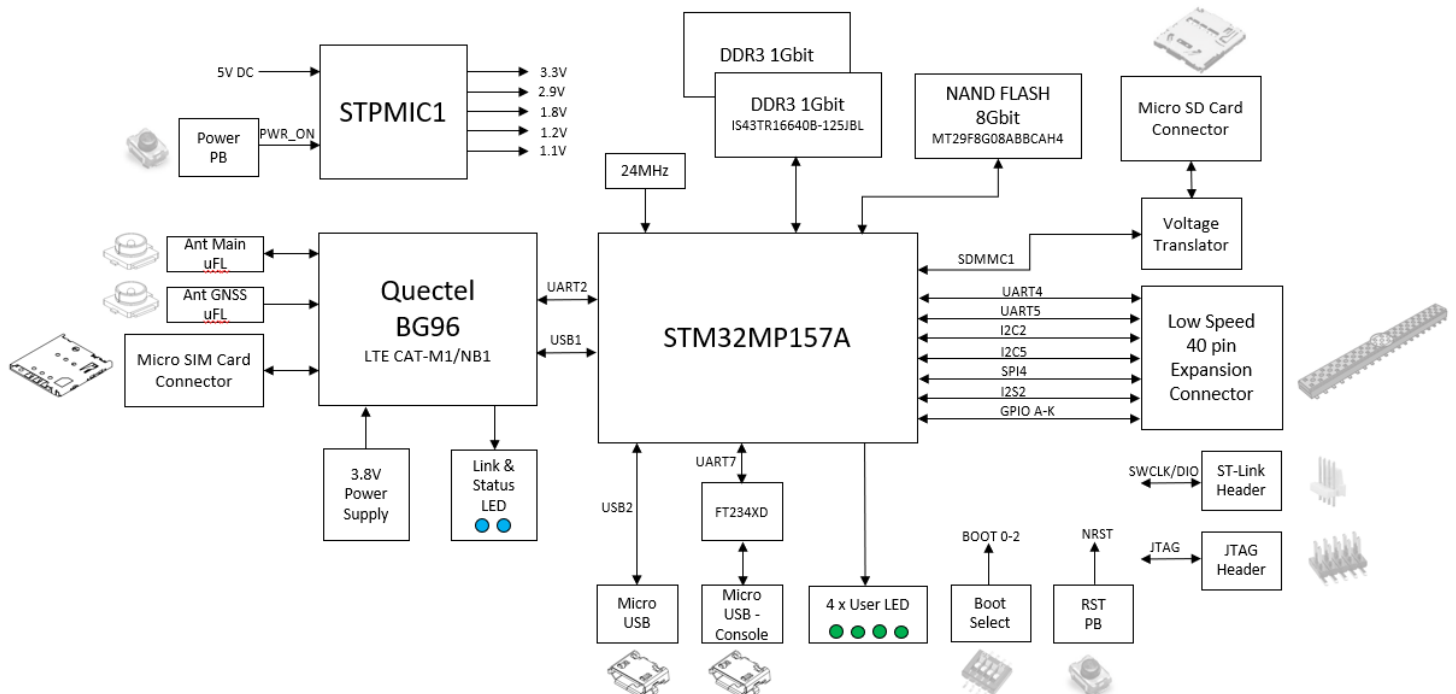 5V DC
STPMIC1
3.3V
2.9V
1.8V
1.2V
1.1V
Power
PB
PWR_ON
DDR3 1Gbit
DDR3 1Gbit
IS43TR16640B-125JBL
NAND FLASH
8Gbit
MT29F8G08ABBCAH4
Micro SD Card
Connector
24MHz
Voltage
Translator
Ant Main
uFL
Ant GNSS
uFL
Micro SIM Card
Connector
Quectel
BG96
LTE CAT-M1/NB1
UART2
USB1
STM32MP157A
SDMMC1
UART4
UART5
I2C2
I2C5
SPI4
I2S2
GPIO A-K
Low Speed
40 pin
Expansion
Connector
3.8V
Power
Supply
Link &
Status
LED
USB2
UART7
FT234XD
SWCLK/DIO
ST-Link
Header
BOOT 0-2
NRST
JTAG
JTAG
Header
Micro
USB
Micro
USB -
Console
4 x User LED
Boot
Select
RST
PB